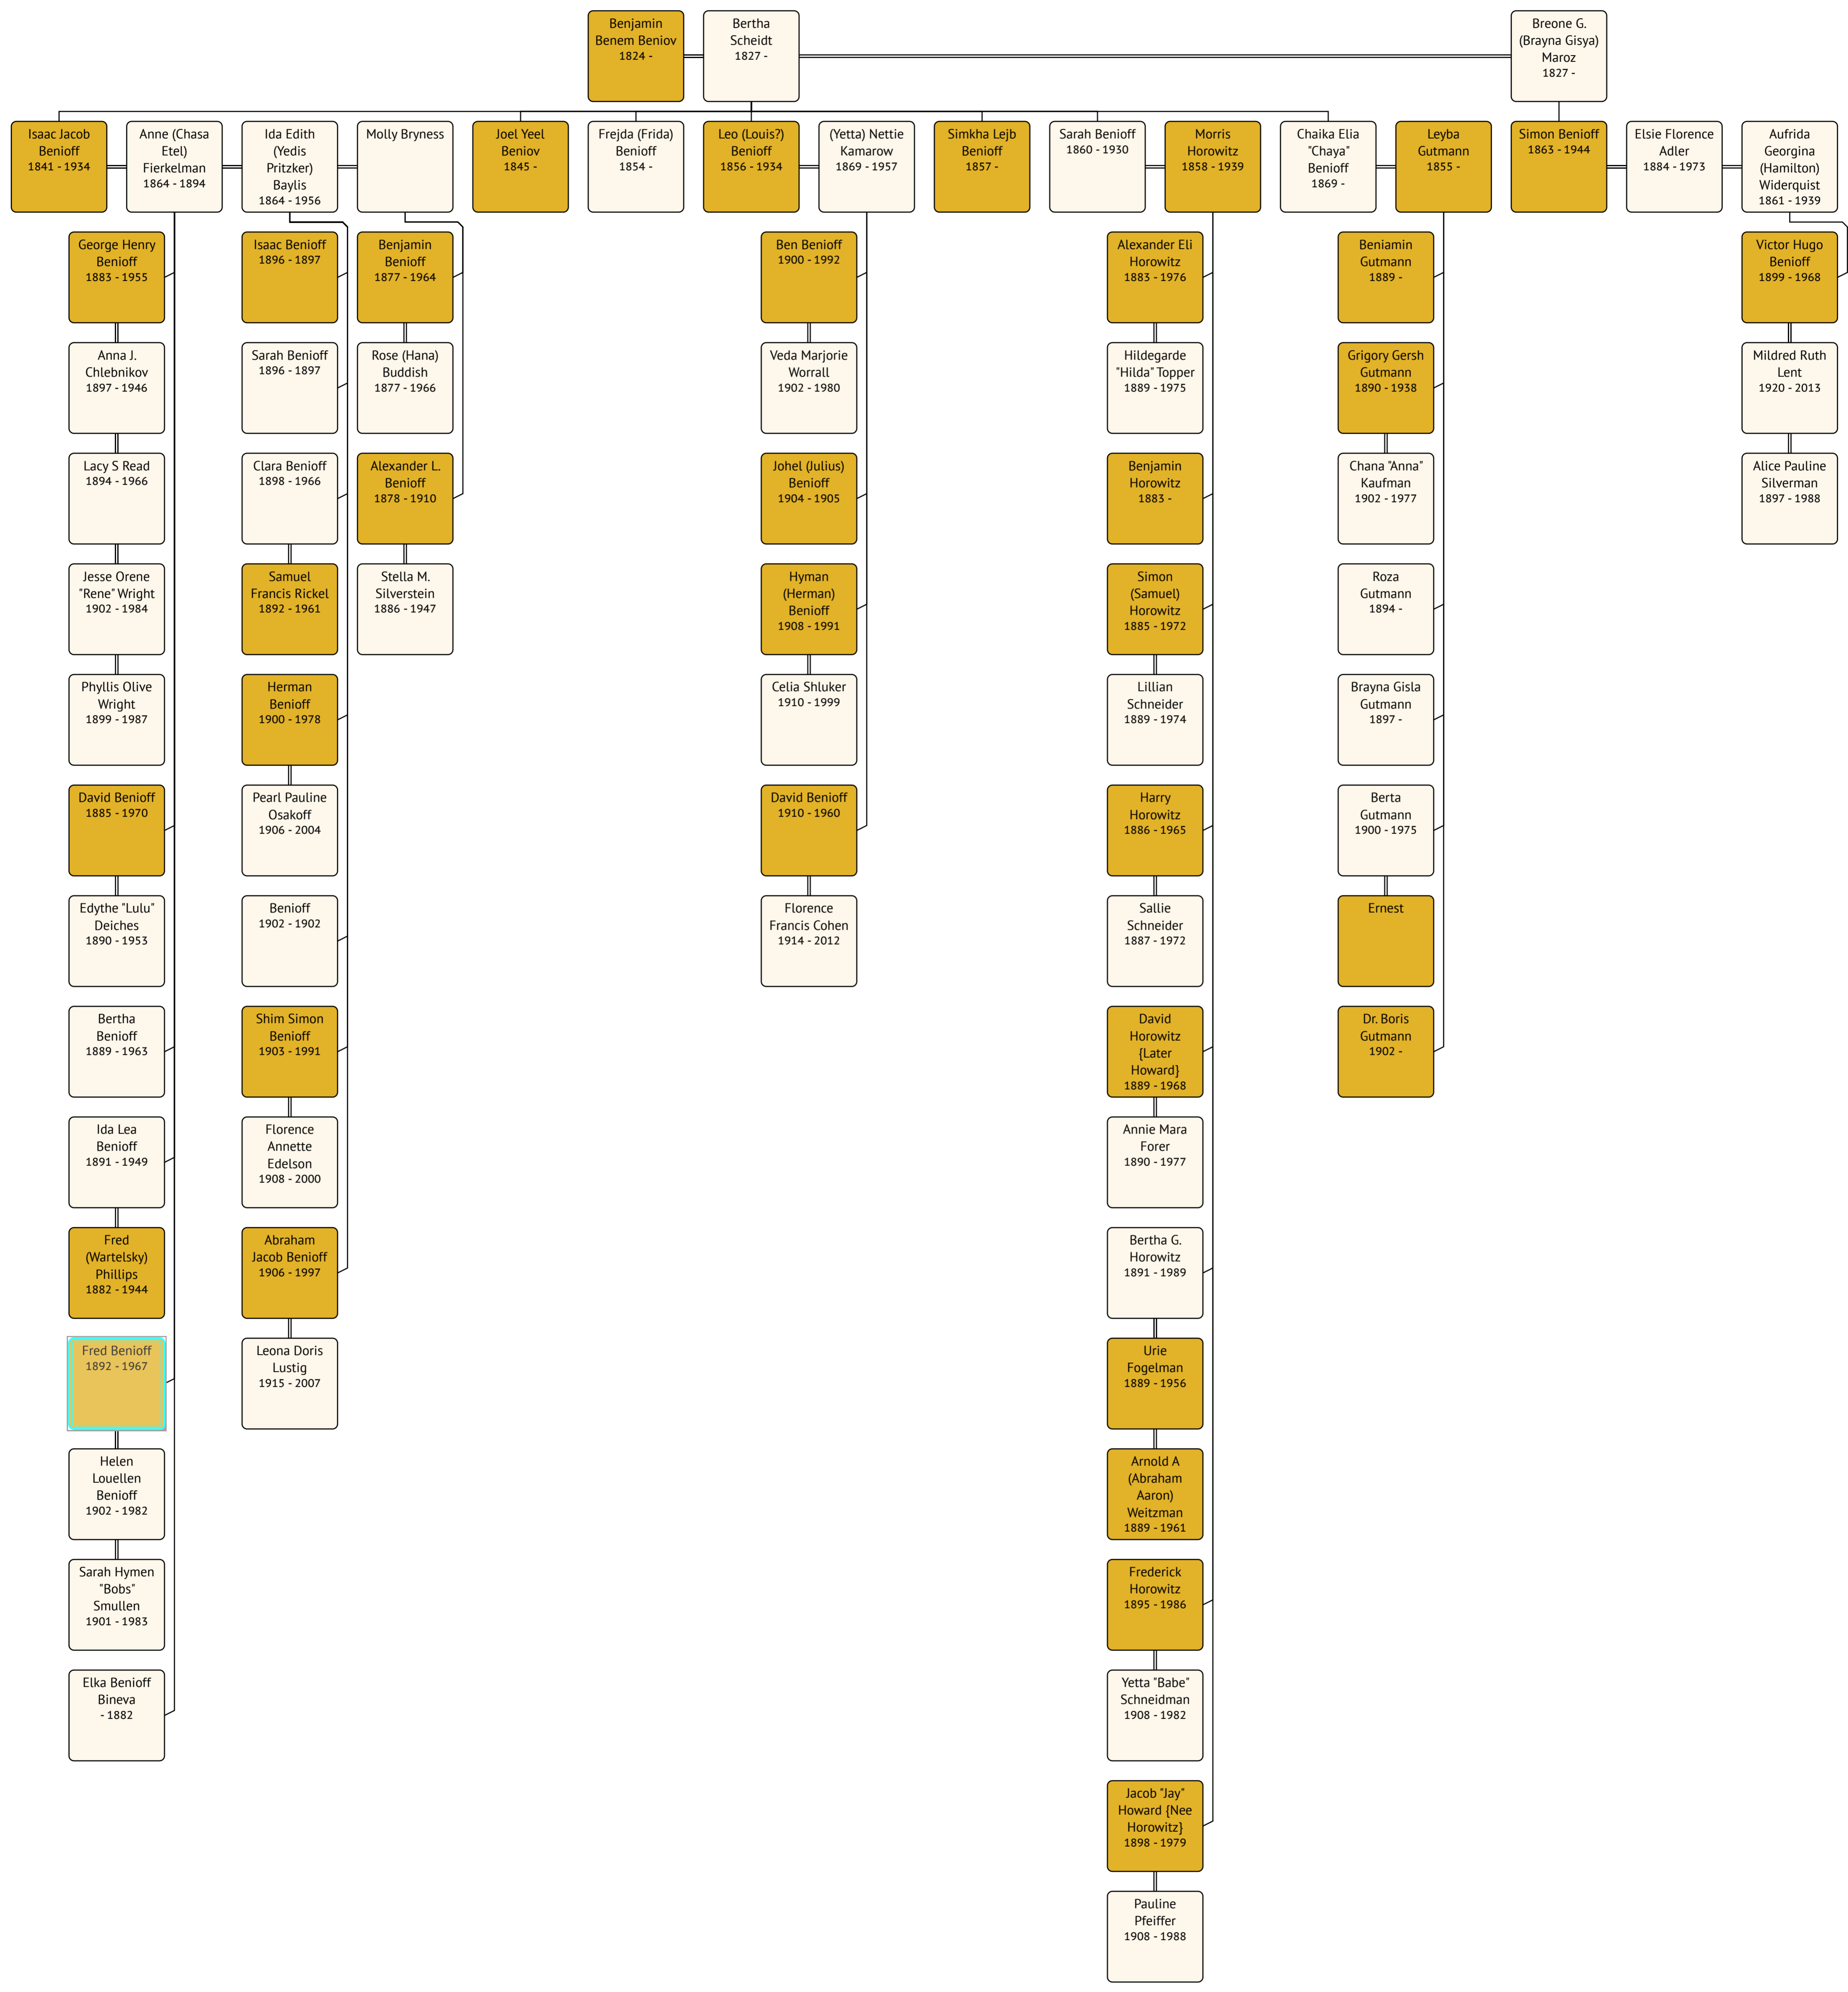 Benjamin
Benem Beniov
1824 -
Bertha
Scheidt
1827 -
Breone G.
(Brayna Gisya)
Maroz
1827 -
Isaac Jacob
Benioff
1841 - 1934
Anne (Chasa
Etel)
Fierkelman
1864 - 1894
Ida Edith
(Yedis
Pritzker)
Baylis
1864 - 1956
Molly Bryness
Joel Yeel
Beniov
1845 -
Frejda (Frida)
Benioff
1854 -
Leo (Louis?)
Benioff
1856 - 1934
(Yetta) Nettie
Kamarow
1869 - 1957
Simkha Lejb
Benioff
1857 -
Sarah Benioff
1860 - 1930
Morris
Horowitz
1858 - 1939
Chaika Elia
"Chaya"
Benioff
1869 -
Leyba
Gutmann
1855 -
Simon Benioff
1863 - 1944
Elsie Florence
Adler
1884 - 1973
Aufrida
Georgina
(Hamilton)
Widerquist
1861 - 1939
George Henry
Benioff
1883 - 1955
Anna J.
Chlebnikov
1897 - 1946
Lacy S Read
1894 - 1966
Jesse Orene
"Rene" Wright
1902 - 1984
Phyllis Olive
Wright
1899 - 1987
David Benioff
1885 - 1970
Edythe "Lulu"
Deiches
1890 - 1953
Bertha
Benioff
1889 - 1963
Ida Lea
Benioff
1891 - 1949
Fred
(Wartelsky)
Phillips
1882 - 1944
Fred Benioff
1892 - 1967
Helen
Louellen
Benioff
1902 - 1982
Sarah Hymen
"Bobs"
Smullen
1901 - 1983
Elka Benioff
Bineva
- 1882
Isaac Benioff
1896 - 1897
Sarah Benioff
1896 - 1897
Clara Benioff
1898 - 1966
Samuel
Francis Rickel
1892 - 1961
Herman
Benioff
1900 - 1978
Pearl Pauline
Osakoff
1906 - 2004
Benioff
1902 - 1902
Shim Simon
Benioff
1903 - 1991
Florence
Annette
Edelson
1908 - 2000
Abraham
Jacob Benioff
1906 - 1997
Leona Doris
Lustig
1915 - 2007
Benjamin
Benioff
1877 - 1964
Rose (Hana)
Buddish
1877 - 1966
Alexander L.
Benioff
1878 - 1910
Stella M.
Silverstein
1886 - 1947
Ben Benioff
1900 - 1992
Veda Marjorie
Worrall
1902 - 1980
Johel (Julius)
Benioff
1904 - 1905
Hyman
(Herman)
Benioff
1908 - 1991
Celia Shluker
1910 - 1999
David Benioff
1910 - 1960
Florence
Francis Cohen
1914 - 2012
Alexander Eli
Horowitz
1883 - 1976
Hildegarde
"Hilda" Topper
1889 - 1975
Benjamin
Horowitz
1883 -
Simon
(Samuel)
Horowitz
1885 - 1972
Lillian
Schneider
1889 - 1974
Harry
Horowitz
1886 - 1965
Sallie
Schneider
1887 - 1972
David
Horowitz
{Later
Howard}
1889 - 1968
Annie Mara
Forer
1890 - 1977
Bertha G.
Horowitz
1891 - 1989
Urie
Fogelman
1889 - 1956
Arnold A
(Abraham
Aaron)
Weitzman
1889 - 1961
Frederick
Horowitz
1895 - 1986
Yetta "Babe"
Schneidman
1908 - 1982
Jacob "Jay"
Howard {Nee
Horowitz}
1898 - 1979
Pauline
Pfeiffer
1908 - 1988
Beniamin
Gutmann
1889 -
Grigory Gersh
Gutmann
1890 - 1938
Chana "Anna"
Kaufman
1902 - 1977
Roza
Gutmann
1894 -
Brayna Gisla
Gutmann
1897 -
Berta
Gutmann
1900 - 1975
Ernest
Dr. Boris
Gutmann
1902 -
Victor Hugo
Benioff
1899 - 1968
Mildred Ruth
Lent
1920 - 2013
Alice Pauline
Silverman
1897 - 1988